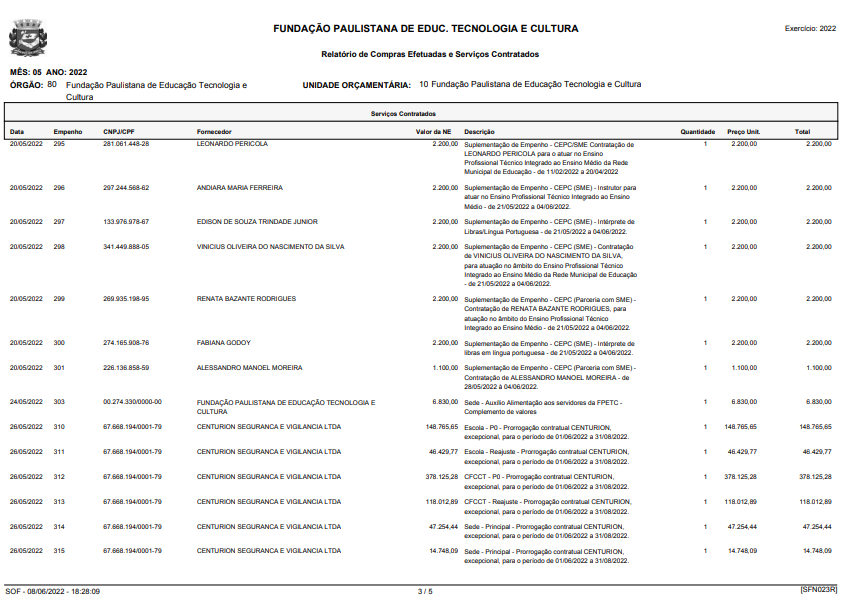 FUNDAÇÃO PAULISTANA DE EDUC. TECNOLOGIA E CULTURA
Exercício: 2022
Relatório de Compras Efetuadas e Serviços Contratados
MÊS: 05 ANO: 2022
ÓRGÃO: 80 Fundação Paulistana de Educação Tecnologia e
Cultura
UNIDADE ORÇAMENTÁRIA: 10 Fundação Paulistana de Educação Tecnologia e Cultura
Serviços Contratados
Data Empenho CNPJ/CPF Fornecedor Valor da NE Descrição Quantidade Preço Unit. Total
20/05/2022 295 281.061.448-28 LEONARDO PERICOLA 2.200,00 Suplementação de Empenho - CEPC/SME Contratação de 1 2.200,00 2.200,00
LEONARDO PERICOLA para o atuar no Ensino
Profissional Técnico Integrado ao Ensino Médio da Rede
Municipal de Educação - de 11/02/2022 a 20/04/2022
20/05/2022 296 297.244.568-62 ANDIARA MARIA FERREIRA 2.200,00 Suplementação de Empenho - CEPC (SME) - Instrutor para 1 2.200,00 2.200,00
atuar no Ensino Profissional Técnico Integrado ao Ensino
Médio - de 21/05/2022 a 04/06/2022.
20/05/2022 297 133.976.978-67 EDISON DE SOUZA TRINDADE JUNIOR 2.200,00 Suplementação de Empenho - CEPC (SME) - Intérprete de 1 2.200,00 2.200,00
Libras/Língua Portuguesa - de 21/05/2022 a 04/06/2022.
20/05/2022 298 341.449.888-05 VINICIUS OLIVEIRA DO NASCIMENTO DA SILVA 2.200,00 Suplementação de Empenho - CEPC (SME) - Contratação 1 2.200,00 2.200,00
de VINICIUS OLIVEIRA DO NASCIMENTO DA SILVA,
para atuação no âmbito do Ensino Profissional Técnico
Integrado ao Ensino Médio da Rede Municipal de Educação
- de 21/05/2022 a 04/06/2022.
20/05/2022 299 269.935.198-95 RENATA BAZANTE RODRIGUES 2.200,00 Suplementação de Empenho - CEPC (Parceria com SME) - 1 2.200,00 2.200,00
Contratação de RENATA BAZANTE RODRIGUES, para
atuação no âmbito do Ensino Profissional Técnico
Integrado ao Ensino Médio - de 21/05/2022 a 04/06/2022.
20/05/2022 300 274.165.908-76 FABIANA GODOY 2.200,00 Suplementação de Empenho - CEPC (SME) - Intérprete de 1 2.200,00 2.200,00
libras em língua portuguesa - de 21/05/2022 a 04/06/2022.
20/05/2022 301 226.136.858-59 ALESSANDRO MANOEL MOREIRA 1.100,00 Suplementação de Empenho - CEPC (Parceria com SME) - 1 1.100,00 1.100,00
Contratação de ALESSANDRO MANOEL MOREIRA - de
28/05/2022 à 04/06/2022.
24/05/2022 303 00.274.330/0000-00 FUNDAÇÃO PAULISTANA DE EDUCAÇÃO TECNOLOGIA E 6.830,00 Sede - Auxílio Alimentação aos servidores da FPETC - 1 6.830,00 6.830,00
CULTURA Complemento de valores
26/05/2022 310 67.668.194/0001-79 CENTURION SEGURANCA E VIGILANCIA LTDA 148.765,65 Escola - P0 - Prorrogação contratual CENTURION, 1 148.765,65 148.765,65
excepcional, para o período de 01/06/2022 a 31/08/2022.
26/05/2022 311 67.668.194/0001-79 CENTURION SEGURANCA E VIGILANCIA LTDA 46.429,77 Escola - Reajuste - Prorrogação contratual CENTURION, 1 46.429,77 46.429,77
excepcional, para o período de 01/06/2022 a 31/08/2022.
26/05/2022 312 67.668.194/0001-79 CENTURION SEGURANCA E VIGILANCIA LTDA 378.125,28 CFCCT - P0 - Prorrogação contratual CENTURION, 1 378.125,28 378.125,28
excepcional, para o período de 01/06/2022 a 31/08/2022.
26/05/2022 313 67.668.194/0001-79 CENTURION SEGURANCA E VIGILANCIA LTDA 118.012,89 CFCCT - Reajuste - Prorrogação contratual CENTURION, 1 118.012,89 118.012,89
excepcional, para o período de 01/06/2022 a 31/08/2022.
26/05/2022 314 67.668.194/0001-79 CENTURION SEGURANCA E VIGILANCIA LTDA 47.254,44 Sede - Principal - Prorrogação contratual CENTURION, 1 47.254,44 47.254,44
excepcional, para o período de 01/06/2022 a 31/08/2022.
26/05/2022 315 67.668.194/0001-79 CENTURION SEGURANCA E VIGILANCIA LTDA 14.748,09 Sede - Principal - Prorrogação contratual CENTURION, 1 14.748,09 14.748,09
excepcional, para o período de 01/06/2022 a 31/08/2022.
SOF - 08/06/2022 - 18:28:09 3 / 5 [SFN023R]